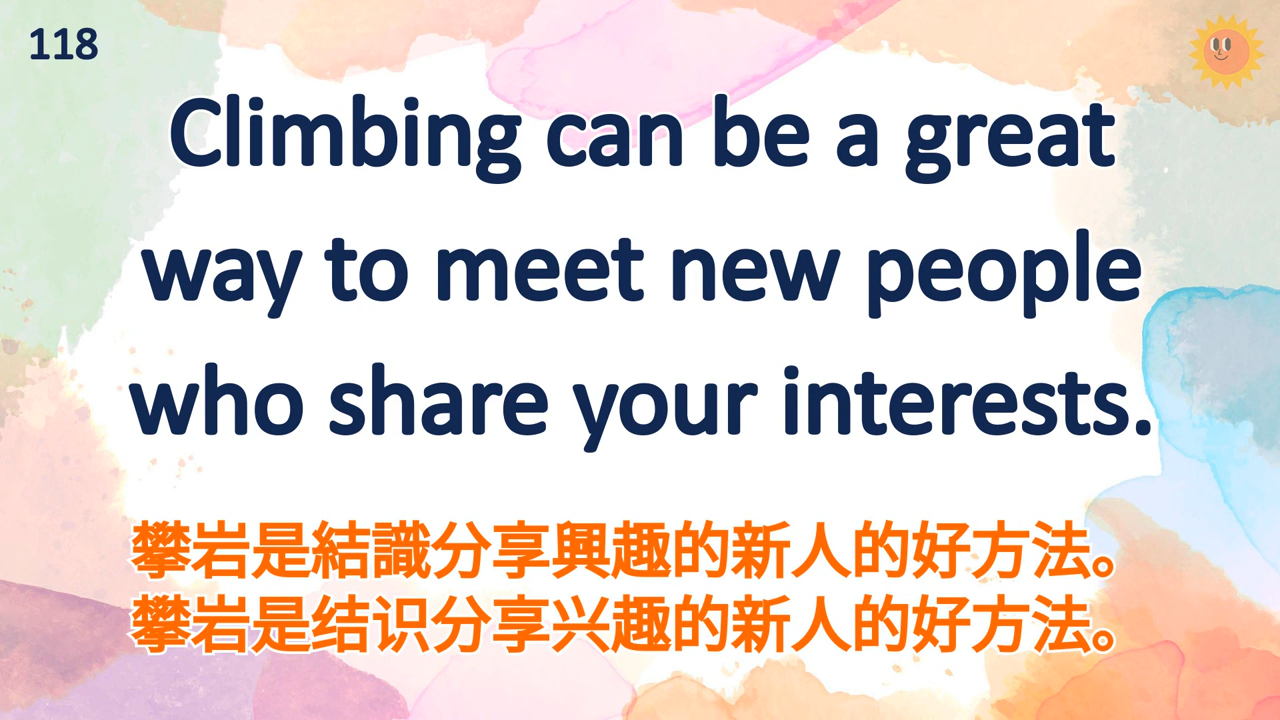 118
Climbing can be a great
way to meet new people
who share your interests.
攀岩是結識分享興趣的新人的好方法。
攀岩是结识分享兴趣的新人的好方法。